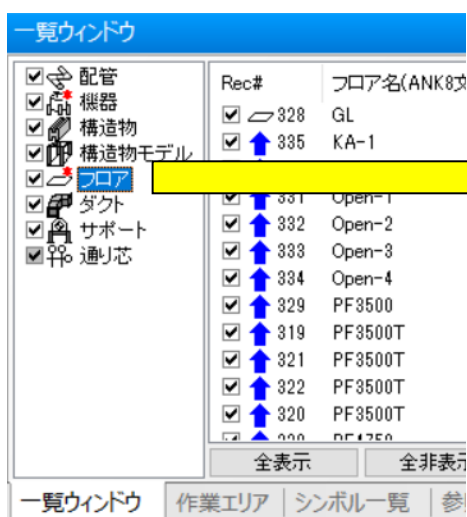 一覧ウィンドウ
配管
機器
構造物
構造物モデル
フロア
ダクト
サポート
通り芯
Rec# フロア名(ANK8文
328 GL
335 KA-1
331 Open-1
332 Open-2
333 Open-3
334 Open-4
329 PF3500
319 PF3500T
321 PF3500T
322 PF3500T
320 PF3500T
全表示 全非表示
一覧ウィンドウ 作業エリア シンボル一覧 参